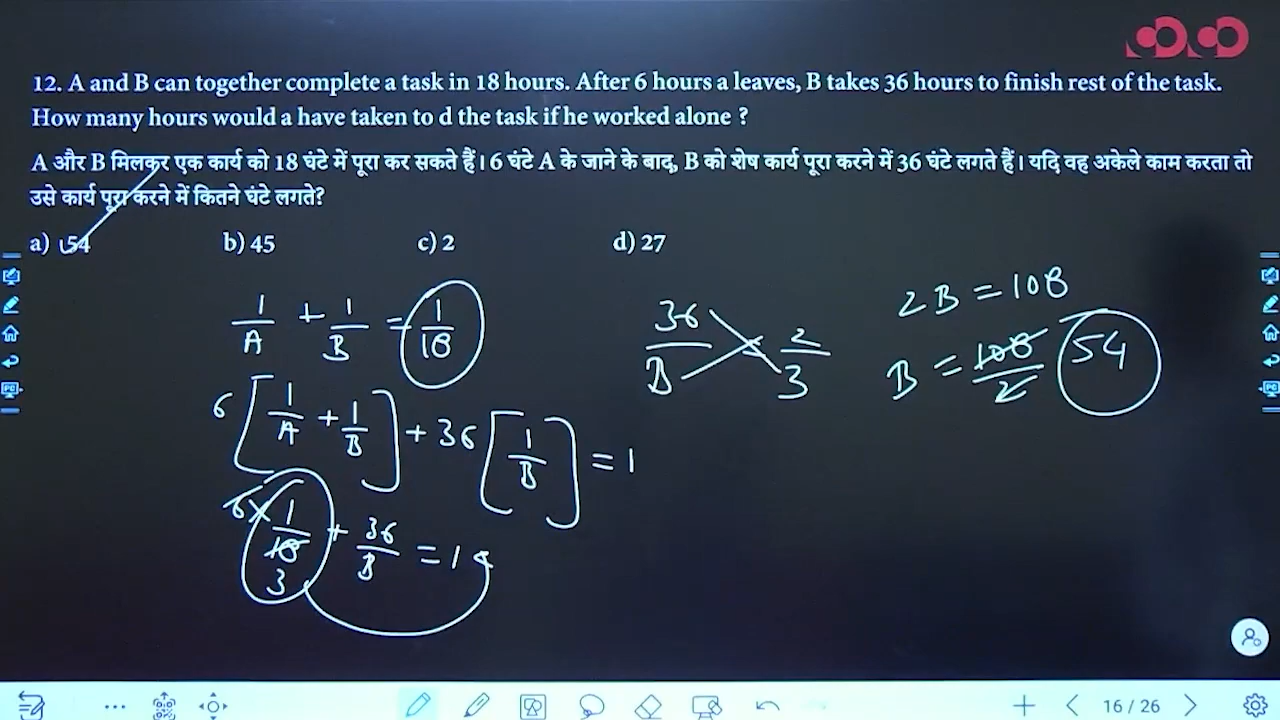 12. A and B can together complete a task in 18 hours. After 6 hours a leaves, B takes 36 hours to finish rest of the task.
How many hours would a have taken to d the task if he worked alone ?
A और B मिलकर एक कार्य को 18 घंटे में पूरा कर सकते हैं। 6 घंटे A के जाने के बाद, B को शेष कार्य पूरा करने में 36 घंटे लगते हैं। यदि वह अकेले काम करता तो
उसे कार्य पूरा करने में कितने घंटे लगते?
a) 54 b) 45 c) 2 d) 27
1/A + 1/B = 1/18
6 [1/A + 1/B] + 36 [1/B] = 1
6 × 1/18 + 36/B = 1
3
36/B = 2/3
2B = 108
B = 108/2 54
16 / 26